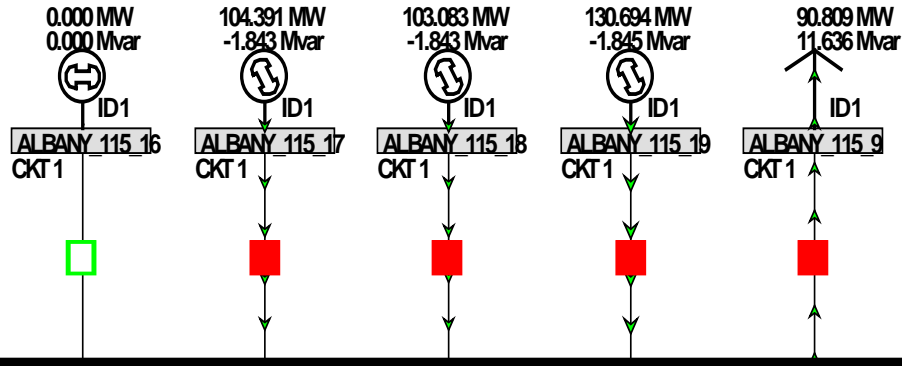 0.000 MW
0.000 Mvar
ID1
ALBANY_115_16
CKT 1
104.391 MW
-1.843 Mvar
ID1
ALBANY_115_17
CKT 1
103.083 MW
-1.843 Mvar
ID1
ALBANY_115_18
CKT 1
130.694 MW
-1.845 Mvar
ID1
ALBANY_115_19
CKT 1
90.809 MW
11.636 Mvar
ID1
ALBANY_115_9
CKT 1